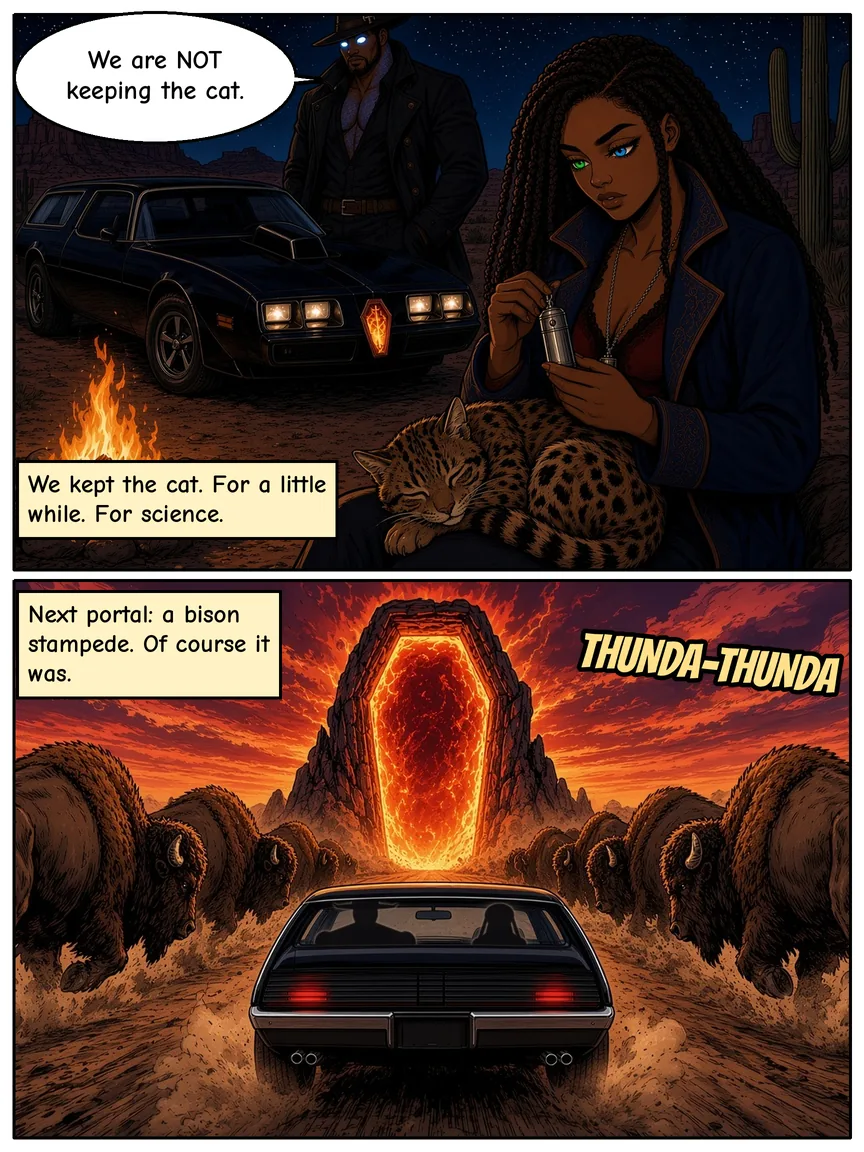 We are NOT
keeping the cat.
We kept the cat. For a little
while. For science.
Next portal: a bison
stampede. Of course it
was.
THUNDA-THUNDA